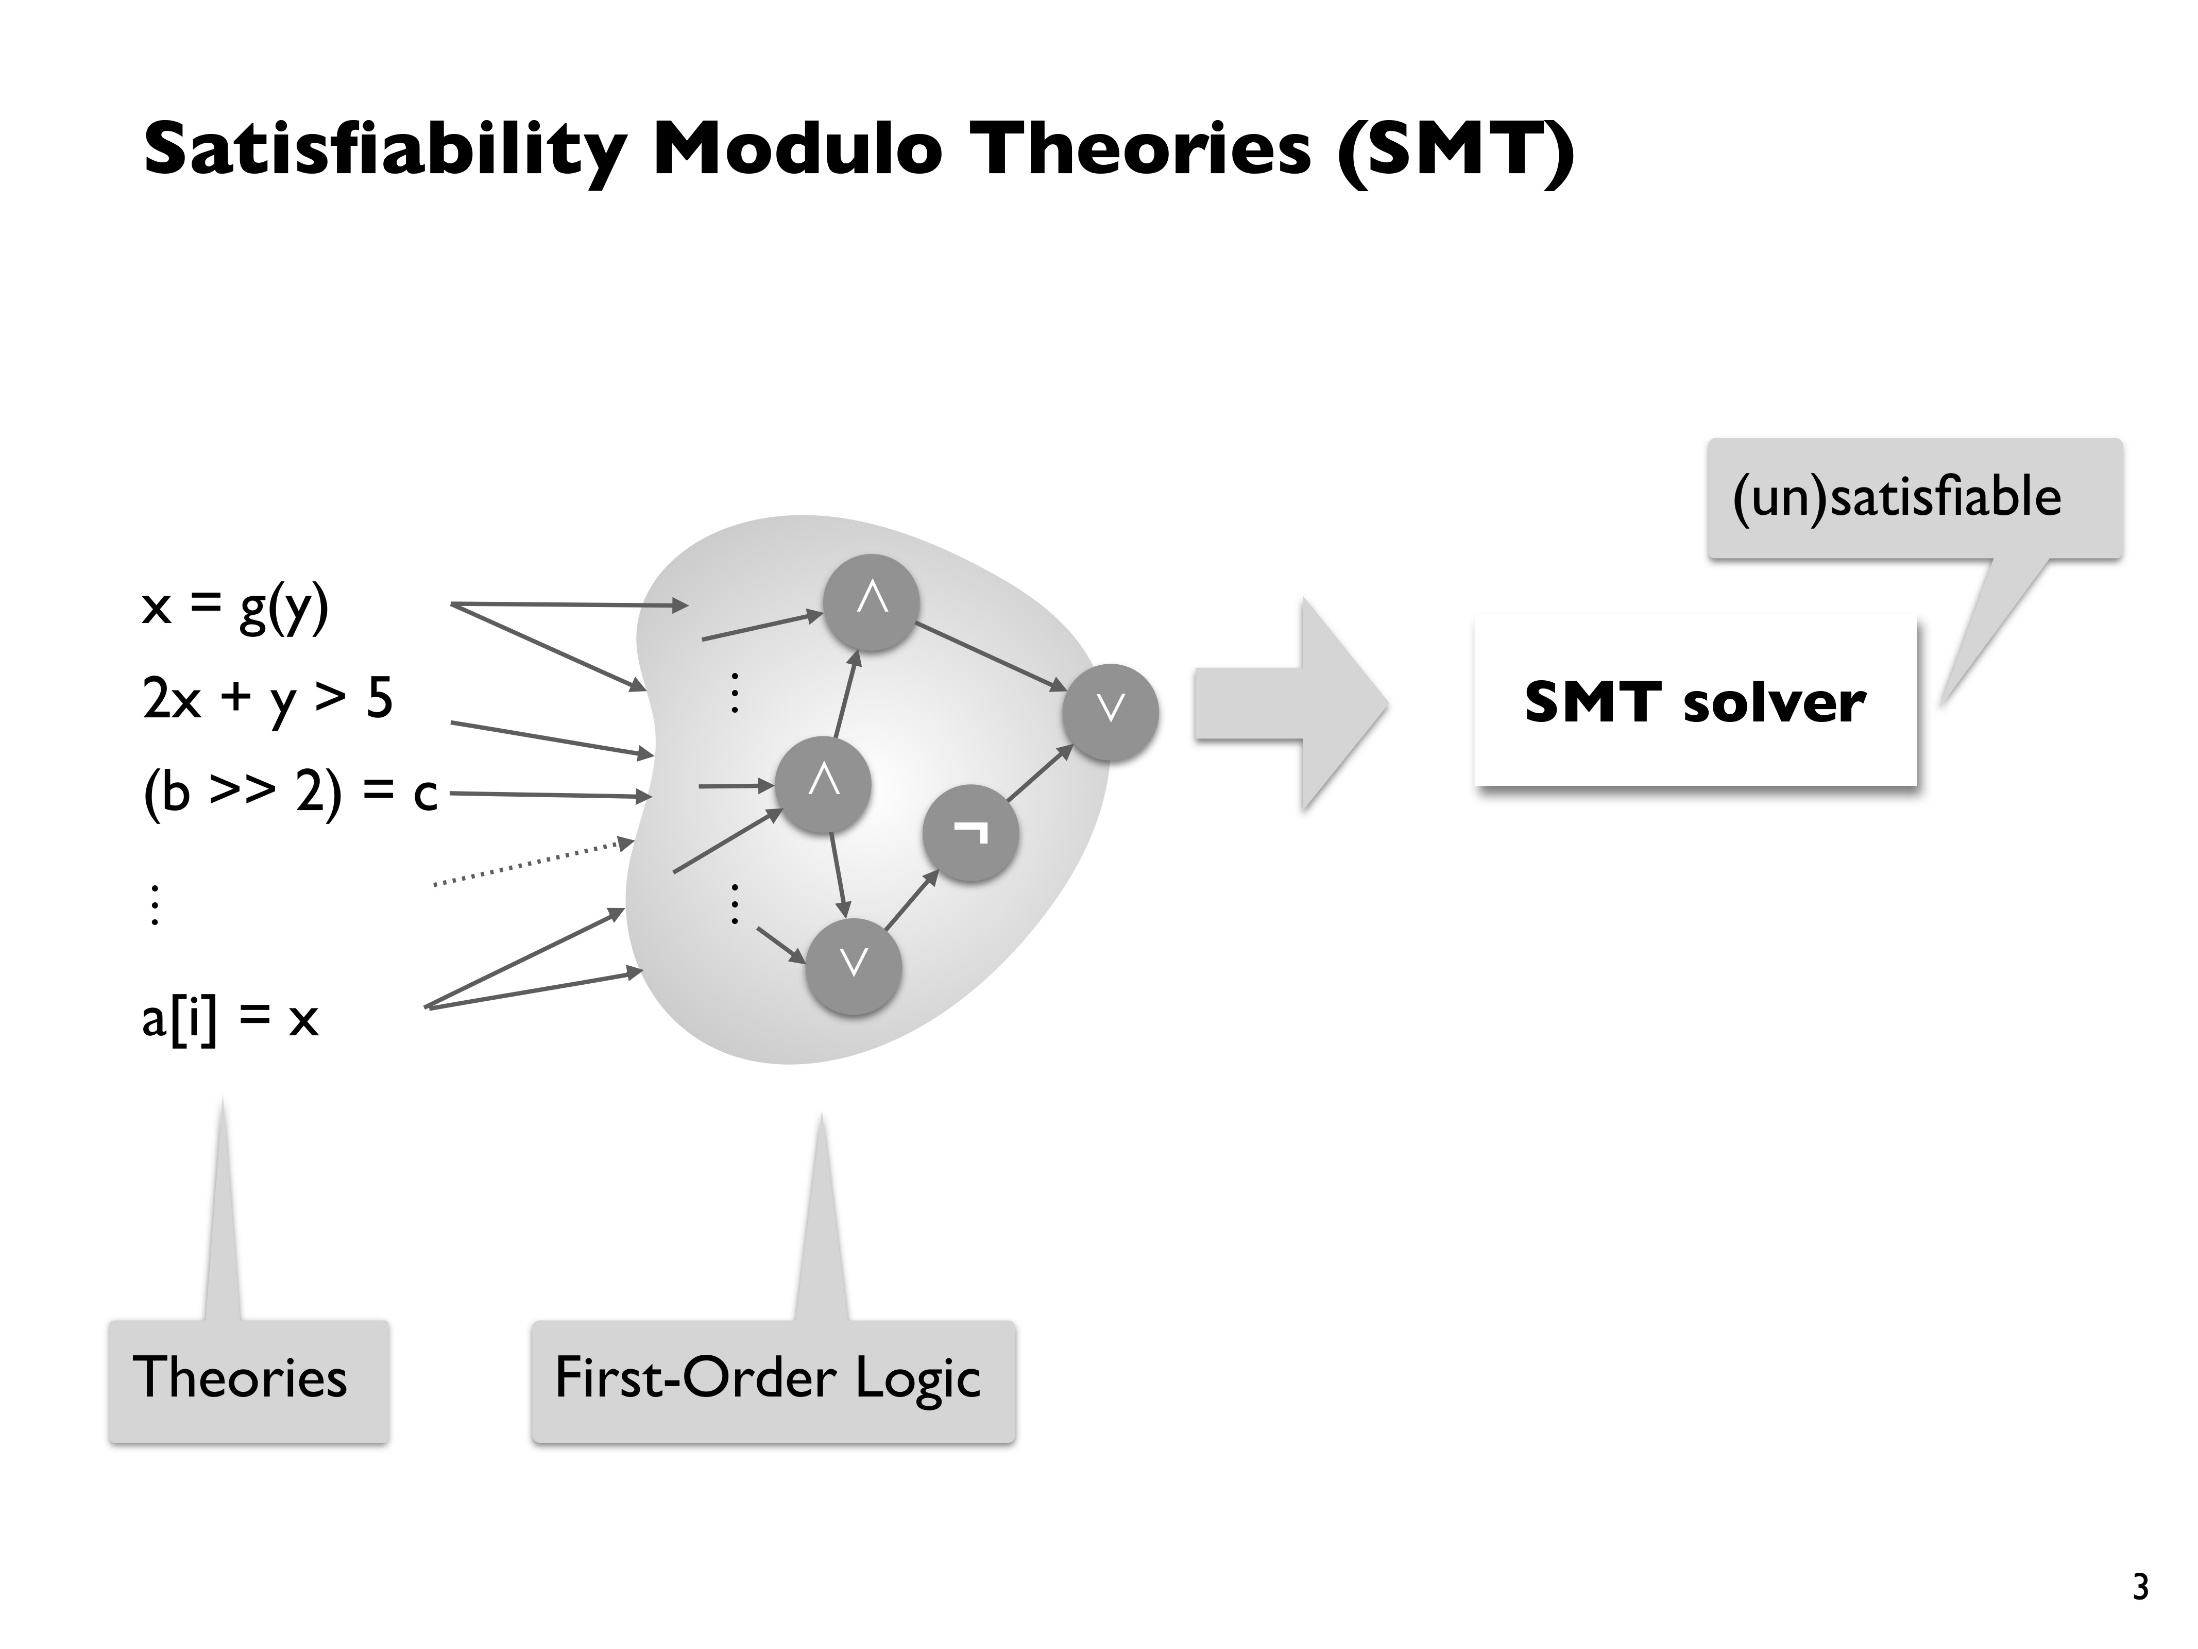 Satisfiability Modulo Theories (SMT)
(un)satisfiable
x = g(y)
2x + y > 5
(b >> 2) = c
⋮
a[i] = x
∧
⋮
∨
∧
¬
⋮
∨
SMT solver
Theories
First-Order Logic
3